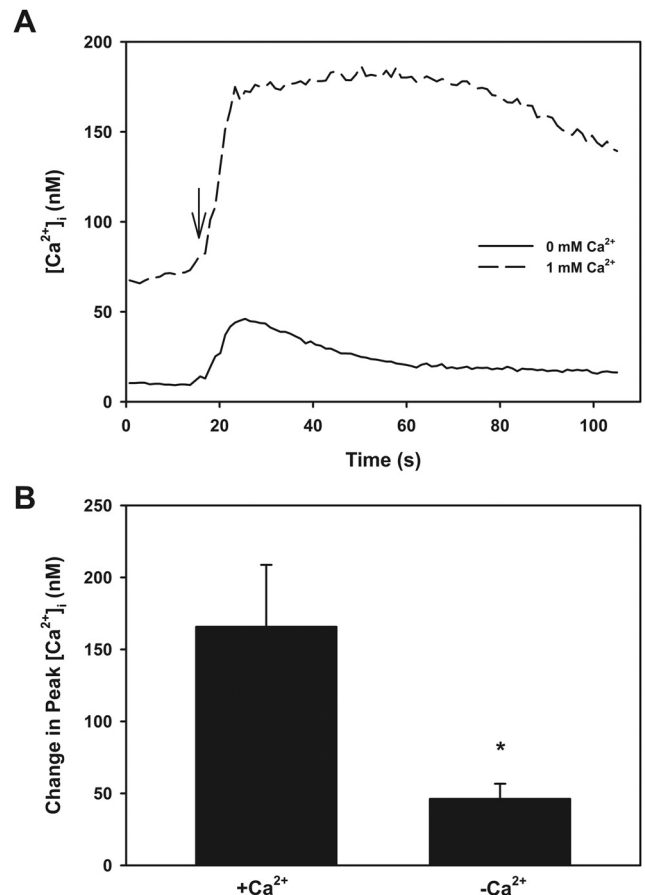 A
200
150
100
50
0
[Ca²⁺]ᵢ (nM)
0 mM Ca²⁺
1 mM Ca²⁺
0 20 40 60 80 100
Time (s)
B
250
200
150
100
50
0
Change in Peak [Ca²⁺]ᵢ (nM)
*
+Ca²⁺ -Ca²⁺